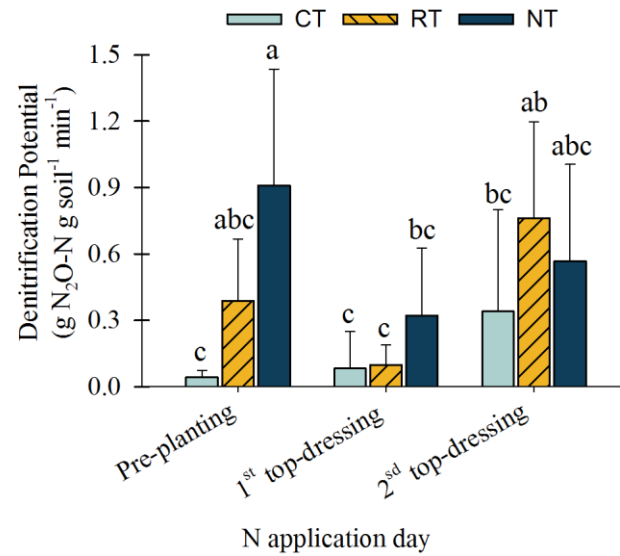 CT RT NT
Denitrification Potential
(g N₂O-N g soil⁻¹ min⁻¹)
1.5
1.2
0.9
0.6
0.3
0.0
c abc a
c c bc
bc ab abc
Pre-planting
1ˢᵗ top-dressing
2ˢᵈ top-dressing
N application day